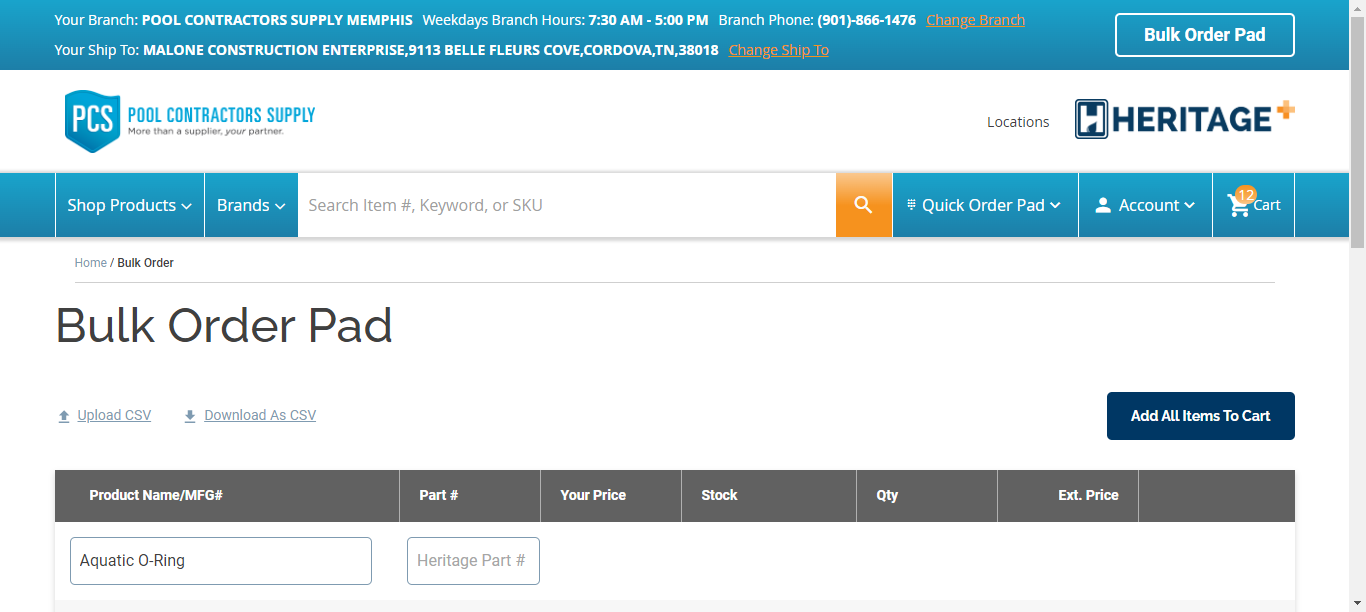 Your Branch: POOL CONTRACTORS SUPPLY MEMPHIS Weekdays Branch Hours: 7:30 AM - 5:00 PM Branch Phone: (901)-866-1476 Change Branch
Your Ship To: MALONE CONSTRUCTION ENTERPRISE,9113 BELLE FLEURS COVE,CORDOVA,TN,38018 Change Ship To
Bulk Order Pad
PCS POOL CONTRACTORS SUPPLY
More than a supplier, your partner.
Locations
HERITAGE+
Shop Products
Brands
Search Item #, Keyword, or SKU
Quick Order Pad
Account
12
Cart
Home / Bulk Order
Bulk Order Pad
Upload CSV
Download As CSV
Add All Items To Cart
Product Name/MFG# Part # Your Price Stock Qty Ext. Price
Aquatic O-Ring Heritage Part #